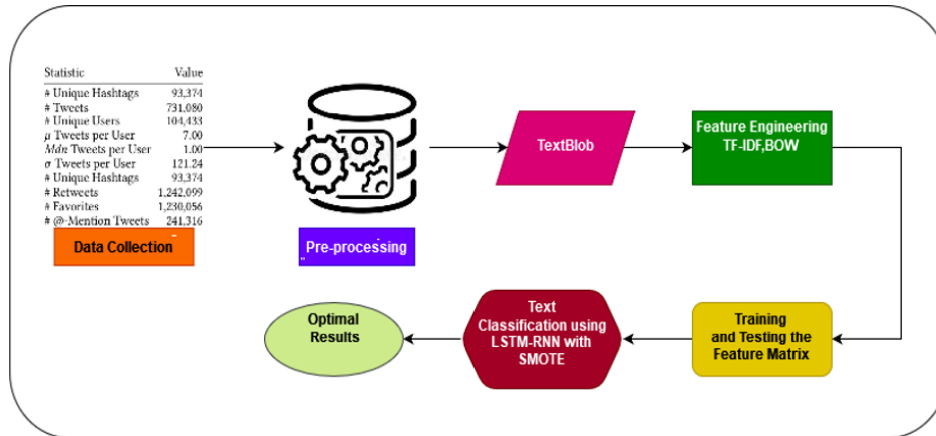 Statistic Value
# Unique Hashtags 93,374
# Tweets 731,080
# Unique Users 104,433
μ Tweets per User 7.00
Mdn Tweets per User 1.00
σ Tweets per User 121.24
# Unique Hashtags 93,374
# Retweets 1,242,099
# Favorites 1,230,056
# @-Mention Tweets 241,316
Data Collection
Pre-processing
TextBlob
Feature Engineering
TF-IDF,BOW
Training
and Testing the
Feature Matrix
Text
Classification using
LSTM-RNN with
SMOTE
Optimal
Results